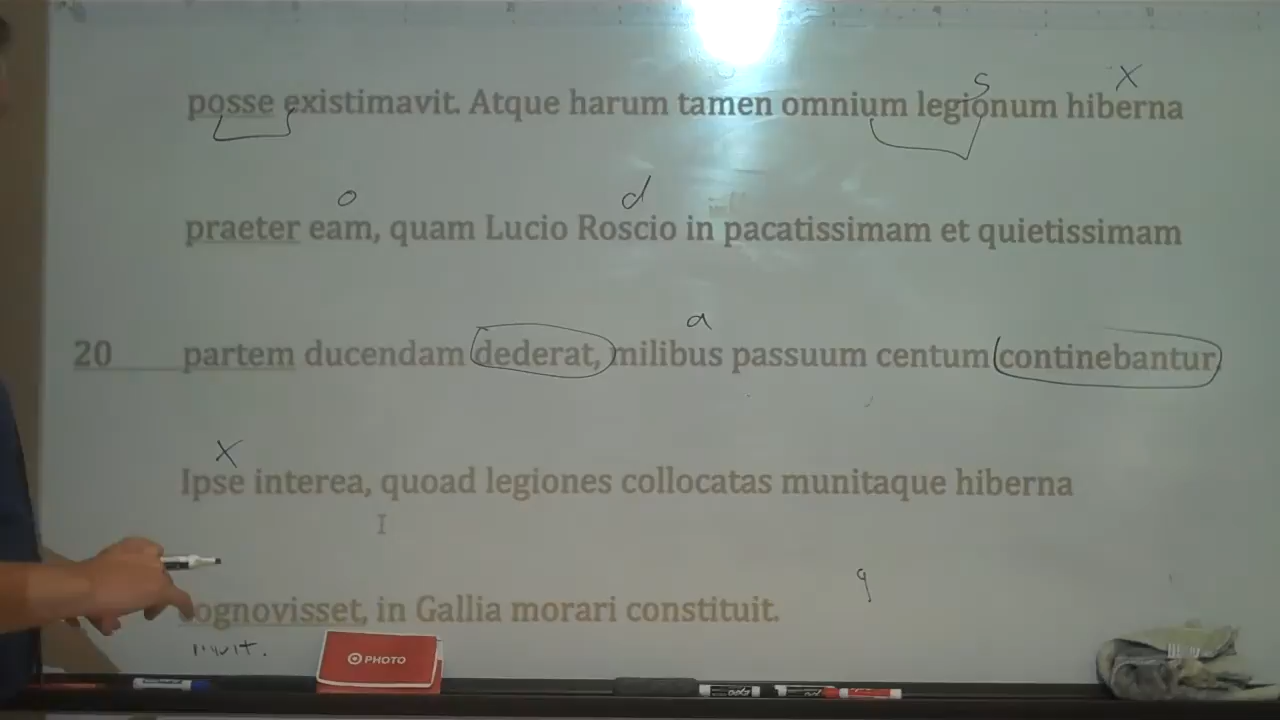 s x
posse existimavit. Atque harum tamen omnium legionum hiberna
o d
praeter eam, quam Lucio Roscio in pacatissimam et quietissimam
a
20 partem ducendam dederat, milibus passuum centum continebantur.
x
Ipse interea, quoad legiones collocatas munitaque hiberna
ognovisset, in Gallia morari constituit.
PHOTO